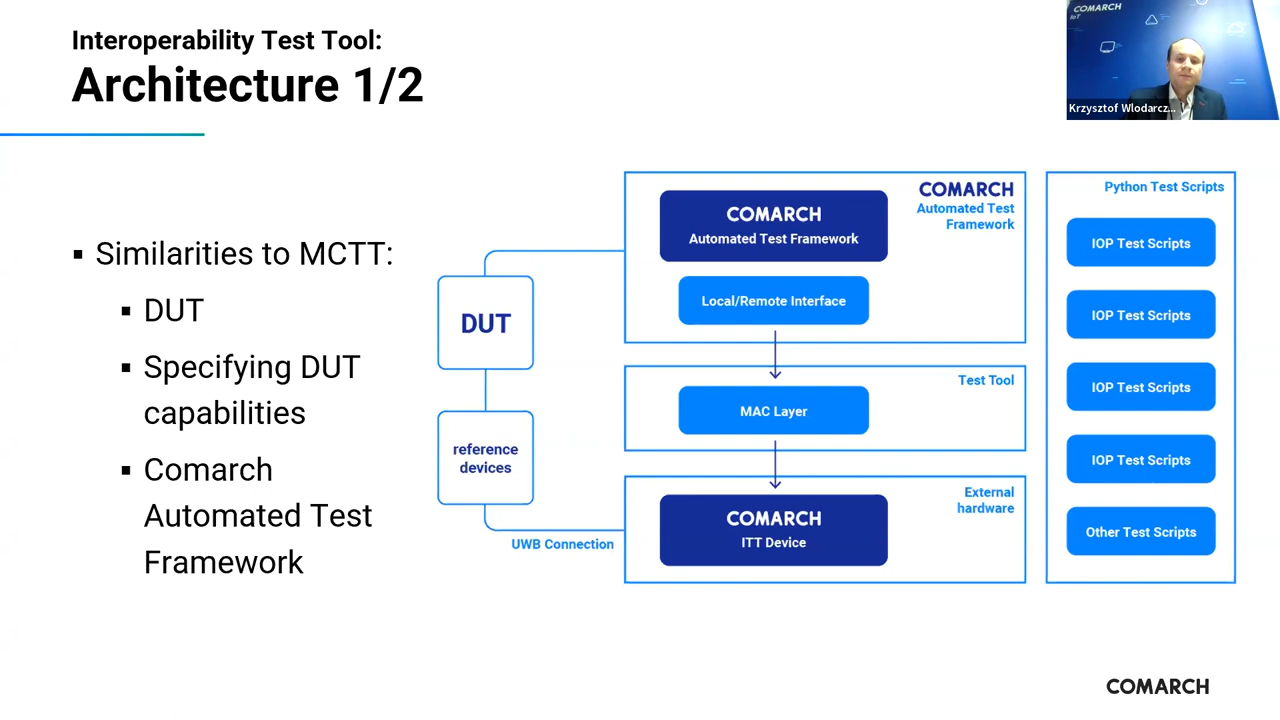 Interoperability Test Tool:
Architecture 1/2
COMARCH
IoT
Krzysztof Wlodarcz...
▪ Similarities to MCTT:
▪ DUT
▪ Specifying DUT
capabilities
▪ Comarch
Automated Test
Framework
DUT
reference
devices
UWB Connection
COMARCH
Automated Test Framework
COMARCH
Automated Test
Framework
Local/Remote Interface
Test Tool
MAC Layer
External
hardware
COMARCH
ITT Device
Python Test Scripts
IOP Test Scripts
IOP Test Scripts
IOP Test Scripts
IOP Test Scripts
Other Test Scripts
COMARCH